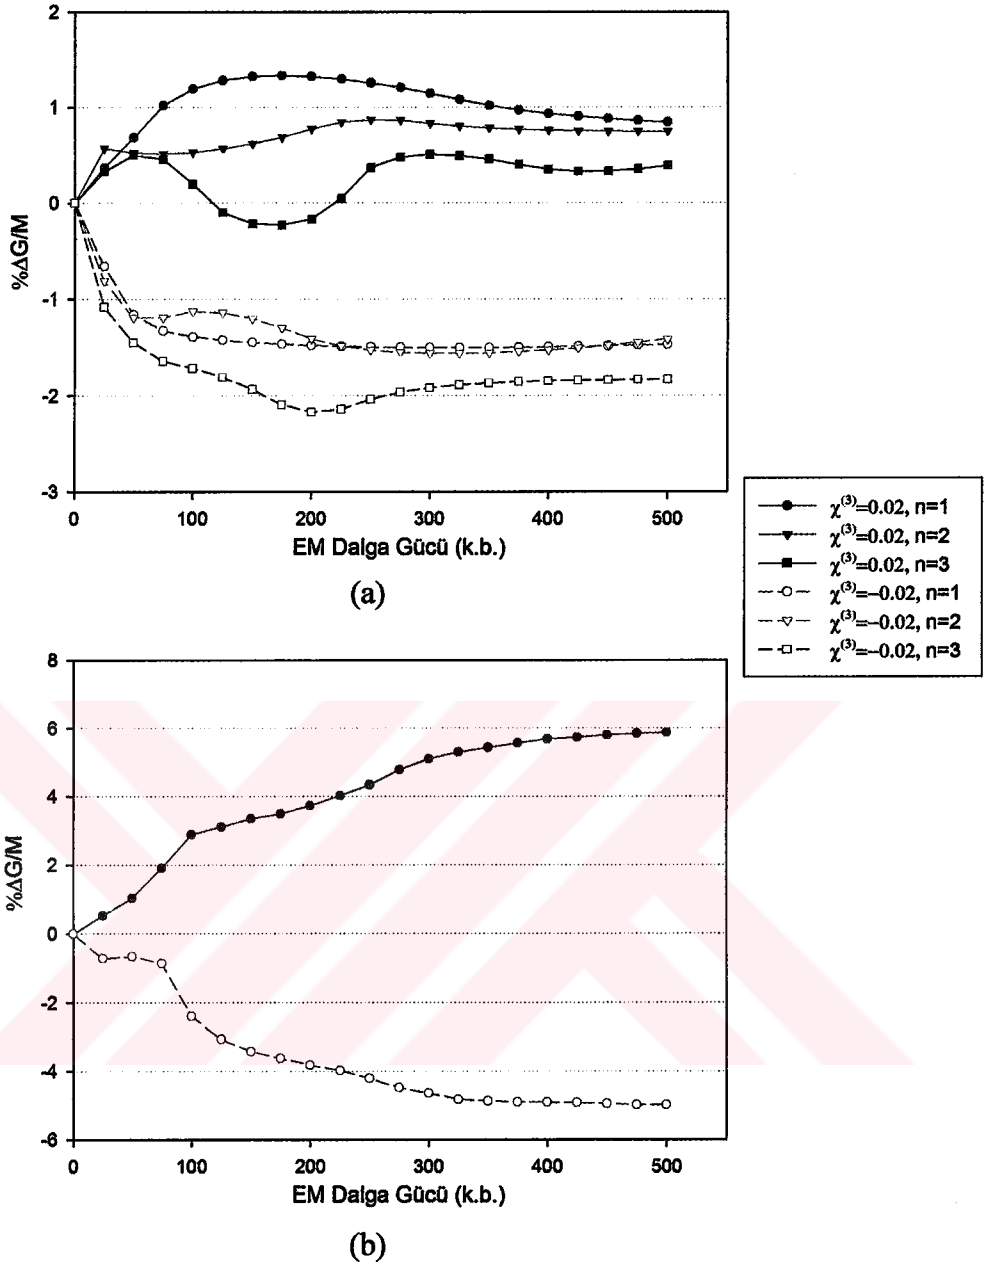 2
1
0
-1
-2
-3
%ΔG/M
0 100 200 300 400 500
EM Dalga Gücü (k.b.)
(a)
χ⁽³⁾=0.02, n=1
χ⁽³⁾=0.02, n=2
χ⁽³⁾=0.02, n=3
χ⁽³⁾=−0.02, n=1
χ⁽³⁾=−0.02, n=2
χ⁽³⁾=−0.02, n=3
8
6
4
2
0
-2
-4
-6
%ΔG/M
0 100 200 300 400 500
EM Dalga Gücü (k.b.)
(b)